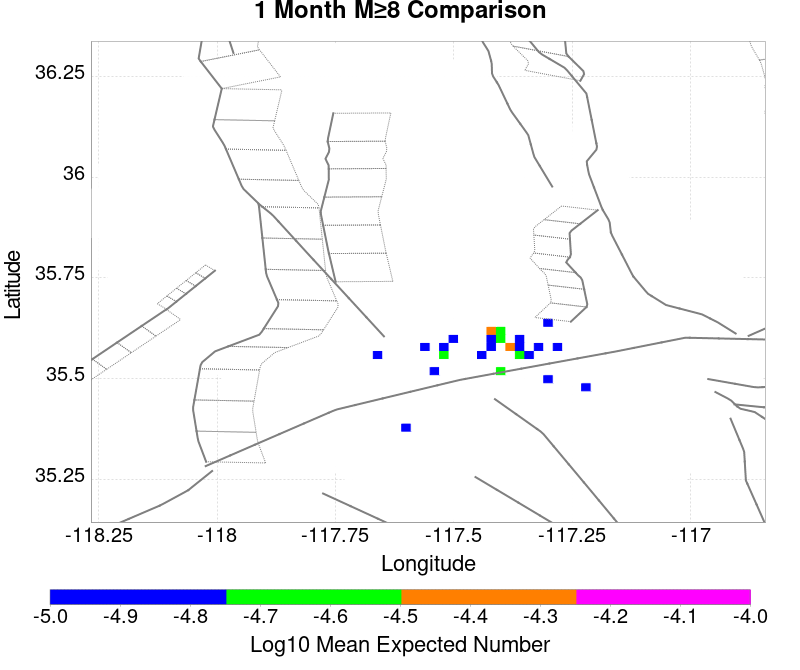 1 Month M≥8 Comparison
36.25
36
35.75
35.5
35.25
Latitude
-118.25 -118 -117.75 -117.5 -117.25 -117
Longitude
-5.0 -4.9 -4.8 -4.7 -4.6 -4.5 -4.4 -4.3 -4.2 -4.1 -4.0
Log10 Mean Expected Number